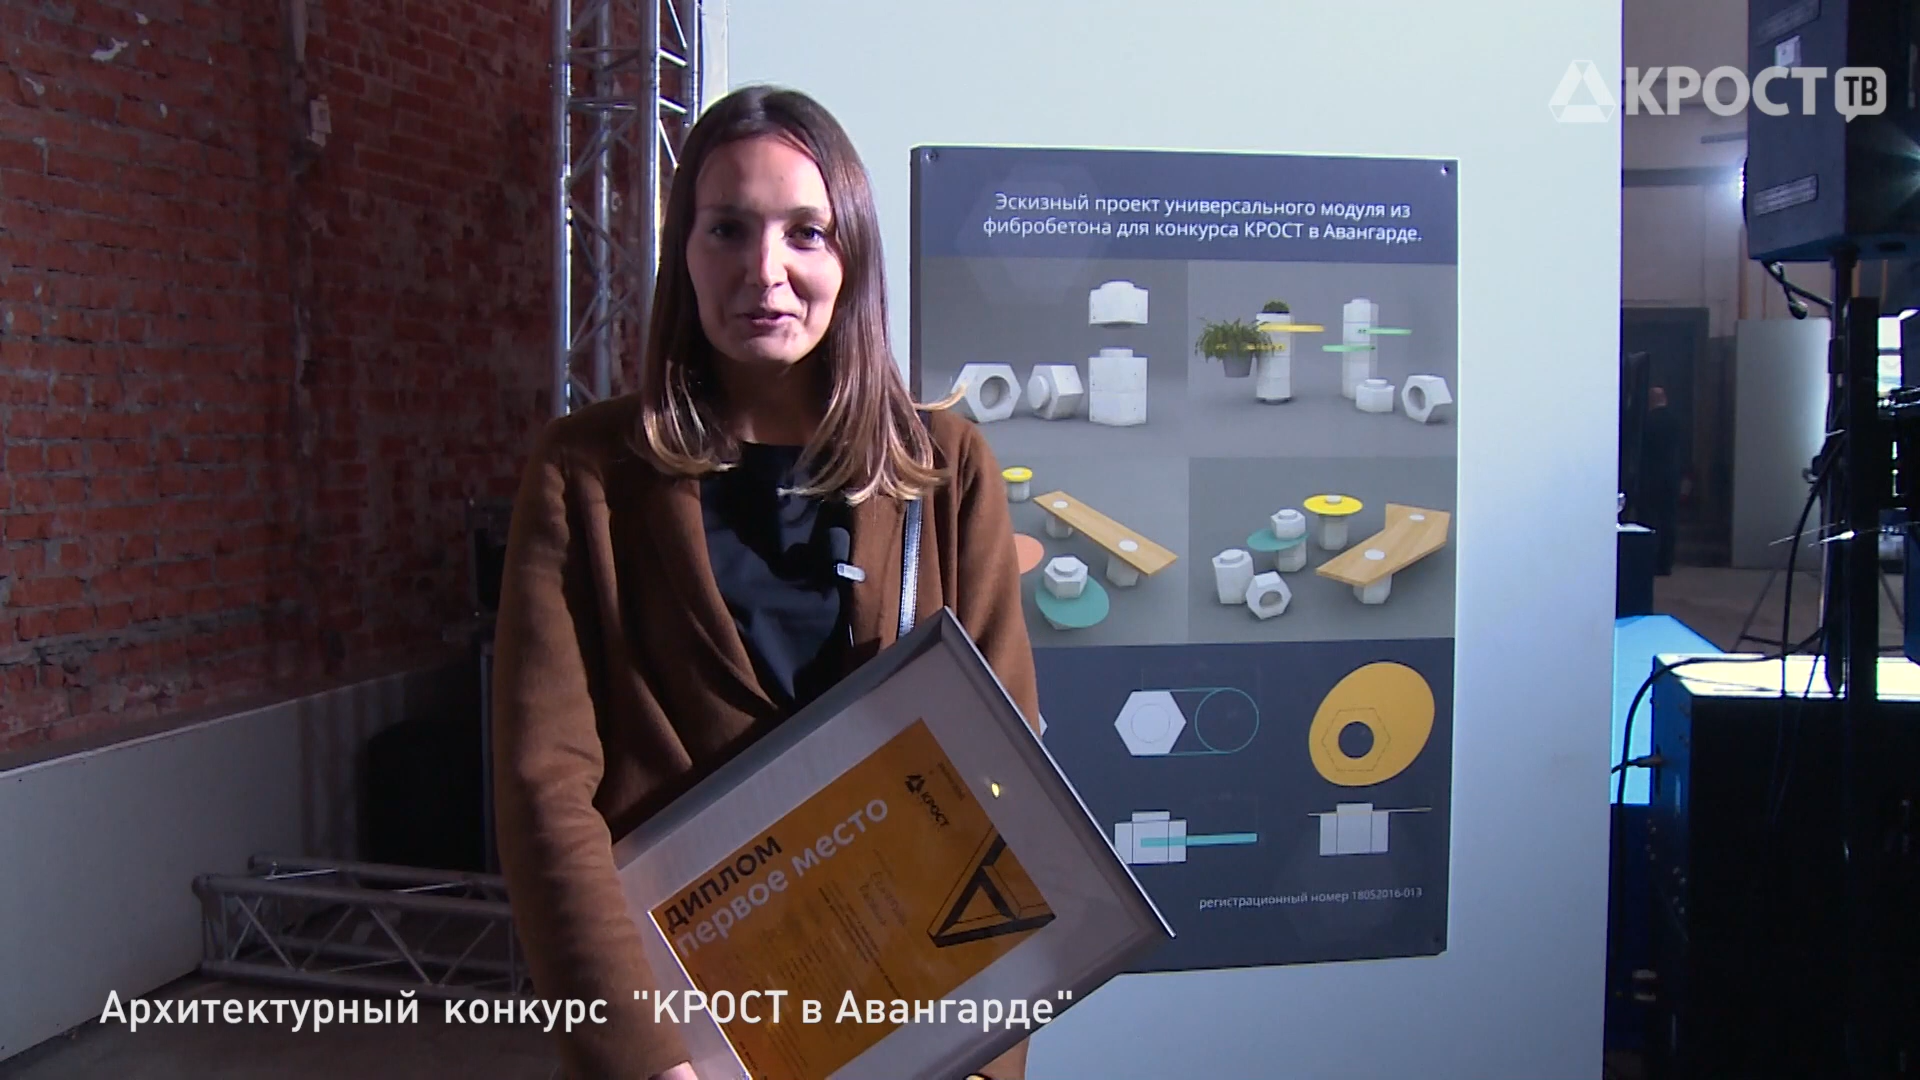 КРОСТ ТВ
Эскизный проект универсального модуля из
фибробетона для конкурса КРОСТ в Авангарде.
регистрационный номер 18052016-013
КРОСТ
ДИПЛОМ
первое место
Архитектурный конкурс "КРОСТ в Авангарде"